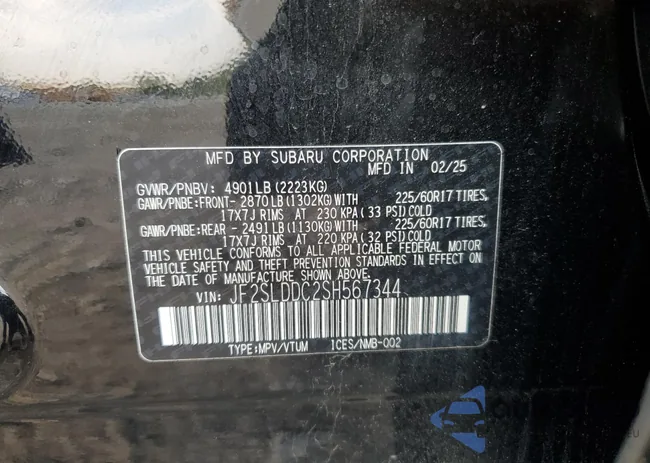 MFD BY SUBARU CORPORATION
MFD IN 02/25
GVWR/PNBV: 4901LB(2223KG)
GAWR/PNBE:FRONT-2870LB(1302KG)WITH 225/60R17 TIRES,
17X7J RIMS AT 230 KPA(33 PSI)COLD
GAWR/PNBE:REAR -2491LB(1130KG)WITH 225/60R17 TIRES,
17X7J RIMS AT 220 KPA(32 PSI)COLD
THIS VEHICLE CONFORMS TO ALL APPLICABLE FEDERAL MOTOR
VEHICLE SAFETY AND THEFT PREVENTION STANDARDS IN EFFECT
ON THE DATE OF MANUFACTURE SHOWN ABOVE.
VIN: JF2SLDDC2SH567344
TYPE:MPV/VTUM ICES/NMB-002